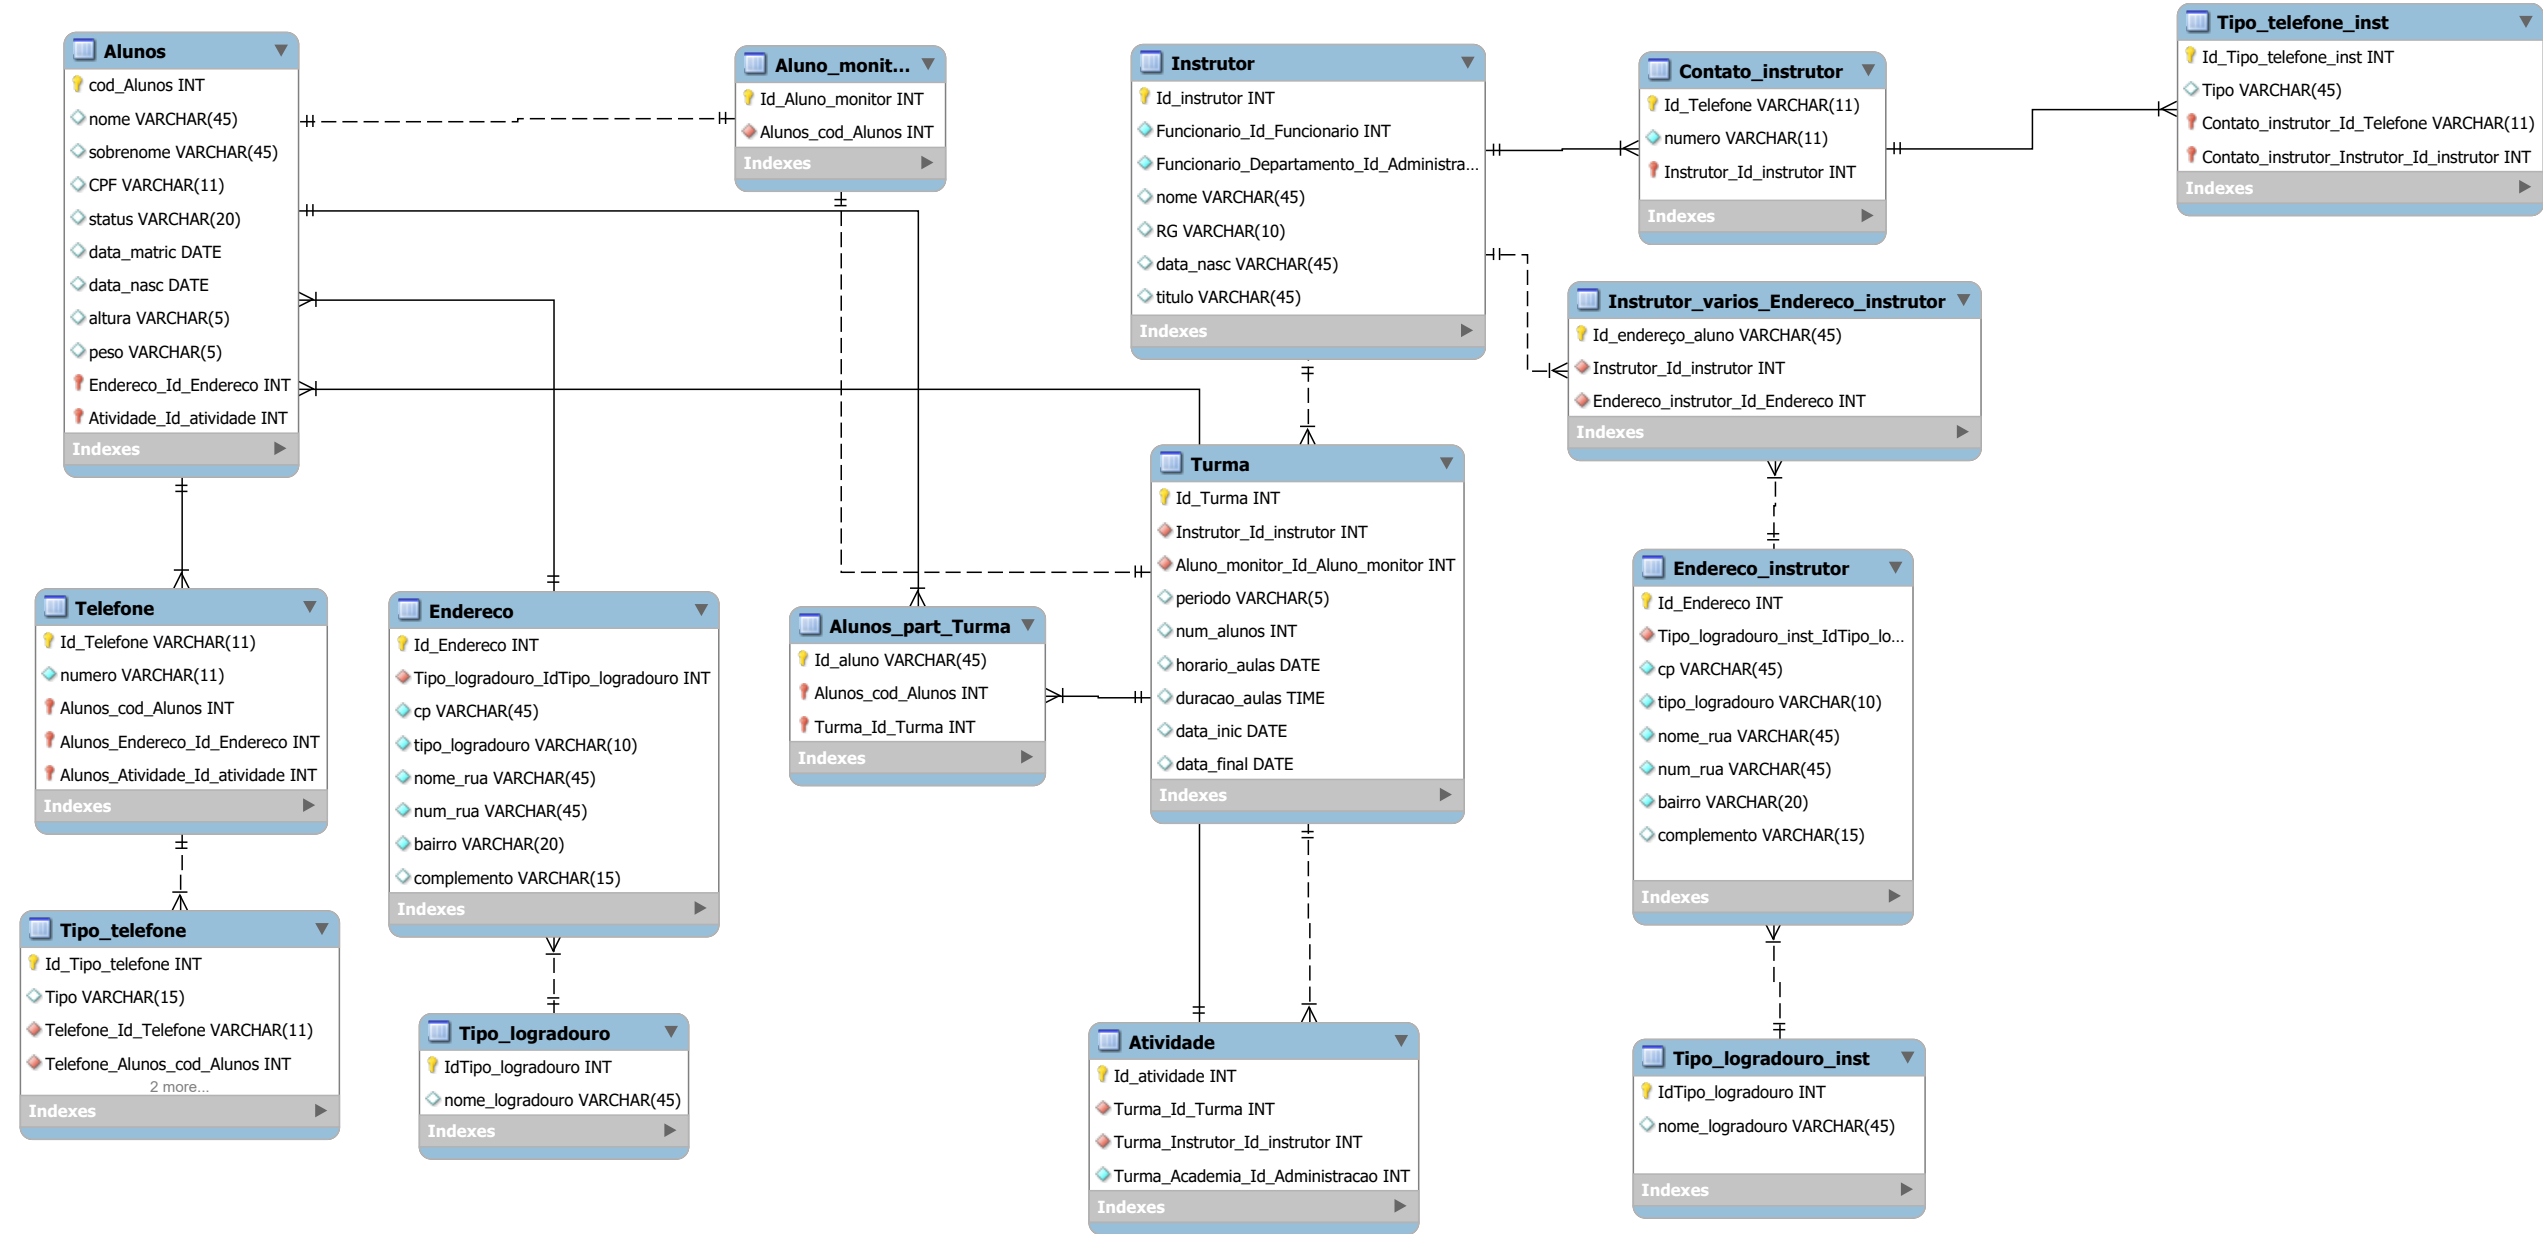 Alunos
cod_Alunos INT
nome VARCHAR(45)
sobrenome VARCHAR(45)
CPF VARCHAR(11)
status VARCHAR(20)
data_matric DATE
data_nasc DATE
altura VARCHAR(5)
peso VARCHAR(5)
Endereco_Id_Endereco INT
Atividade_Id_atividade INT
Indexes
Aluno_monit...
Id_Aluno_monitor INT
Alunos_cod_Alunos INT
Indexes
Instrutor
Id_instrutor INT
Funcionario_Id_Funcionario INT
Funcionario_Departamento_Id_Administra...
nome VARCHAR(45)
RG VARCHAR(10)
data_nasc VARCHAR(45)
titulo VARCHAR(45)
Indexes
Contato_instrutor
Id_Telefone VARCHAR(11)
numero VARCHAR(11)
Instrutor_Id_instrutor INT
Indexes
Tipo_telefone_inst
Id_Tipo_telefone_inst INT
Tipo VARCHAR(45)
Contato_instrutor_Id_Telefone VARCHAR(11)
Contato_instrutor_Instrutor_Id_instrutor INT
Indexes
Instrutor_varios_Endereco_instrutor
Id_endereço_aluno VARCHAR(45)
Instrutor_Id_instrutor INT
Endereco_instrutor_Id_Endereco INT
Indexes
Telefone
Id_Telefone VARCHAR(11)
numero VARCHAR(11)
Alunos_cod_Alunos INT
Alunos_Endereco_Id_Endereco INT
Alunos_Atividade_Id_atividade INT
Indexes
Endereco
Id_Endereco INT
Tipo_logradouro_IdTipo_logradouro INT
cp VARCHAR(45)
tipo_logradouro VARCHAR(10)
nome_rua VARCHAR(45)
num_rua VARCHAR(45)
bairro VARCHAR(20)
complemento VARCHAR(15)
Indexes
Alunos_part_Turma
Id_aluno VARCHAR(45)
Alunos_cod_Alunos INT
Turma_Id_Turma INT
Indexes
Turma
Id_Turma INT
Instrutor_Id_instrutor INT
Aluno_monitor_Id_Aluno_monitor INT
periodo VARCHAR(5)
num_alunos INT
horario_aulas DATE
duracao_aulas TIME
data_inic DATE
data_final DATE
Indexes
Endereco_instrutor
Id_Endereco INT
Tipo_logradouro_inst_IdTipo_lo...
cp VARCHAR(45)
tipo_logradouro VARCHAR(10)
nome_rua VARCHAR(45)
num_rua VARCHAR(45)
bairro VARCHAR(20)
complemento VARCHAR(15)
Indexes
Tipo_telefone
Id_Tipo_telefone INT
Tipo VARCHAR(15)
Telefone_Id_Telefone VARCHAR(11)
Telefone_Alunos_cod_Alunos INT
2 more...
Indexes
Tipo_logradouro
IdTipo_logradouro INT
nome_logradouro VARCHAR(45)
Indexes
Atividade
Id_atividade INT
Turma_Id_Turma INT
Turma_Instrutor_Id_instrutor INT
Turma_Academia_Id_Administracao INT
Indexes
Tipo_logradouro_inst
IdTipo_logradouro INT
nome_logradouro VARCHAR(45)
Indexes